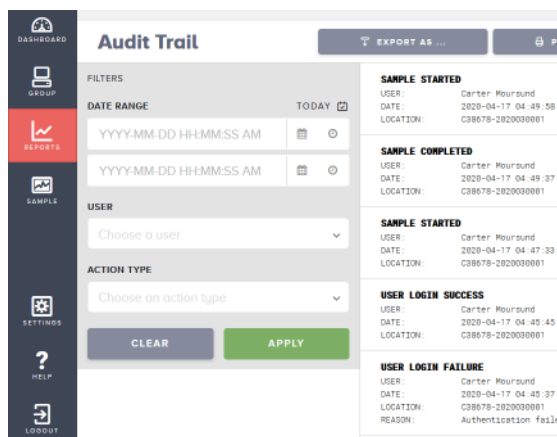 DASHBOARD
GROUP
REPORTS
SAMPLE
SETTINGS
HELP
LOGOUT
Audit Trail
EXPORT AS ...
FILTERS
DATE RANGE TODAY
YYYY-MM-DD HH:MM:SS AM
YYYY-MM-DD HH:MM:SS AM
USER
Choose a user
ACTION TYPE
Choose an action type
CLEAR APPLY
SAMPLE STARTED
USER: Carter Moursund
DATE: 2020-04-17 04:49:58
LOCATION: C38678-2020030001
SAMPLE COMPLETED
USER: Carter Moursund
DATE: 2020-04-17 04:49:37
LOCATION: C38678-2020030001
SAMPLE STARTED
USER: Carter Moursund
DATE: 2020-04-17 04:47:33
LOCATION: C38678-2020030001
USER LOGIN SUCCESS
USER: Carter Moursund
DATE: 2020-04-17 04:45:45
LOCATION: C38678-2020030001
USER LOGIN FAILURE
USER: Carter Moursund
DATE: 2020-04-17 04:45:37
LOCATION: C38678-2020030001
REASON: Authentication